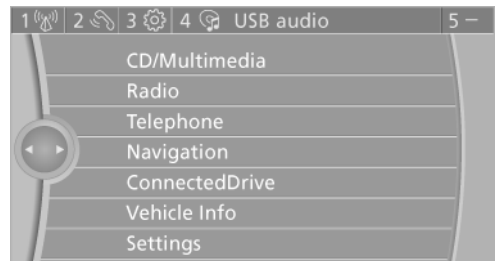 1 2 3 4 USB audio 5 –
CD/Multimedia
Radio
Telephone
Navigation
ConnectedDrive
Vehicle Info
Settings